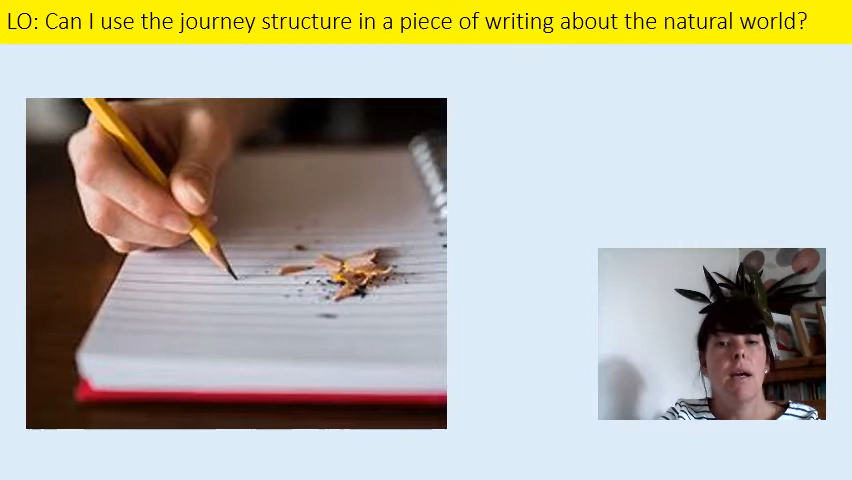 LO: Can I use the journey structure in a piece of writing about the natural world?